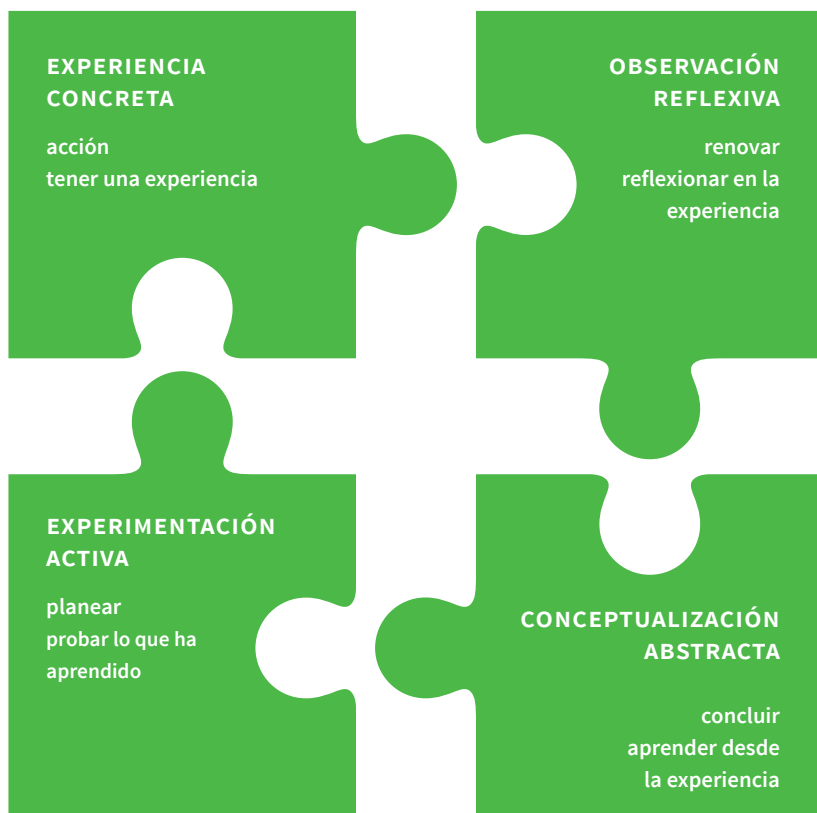 EXPERIENCIA
CONCRETA
acción
tener una experiencia
OBSERVACIÓN
REFLEXIVA
renovar
reflexionar en la
experiencia
EXPERIMENTACIÓN
ACTIVA
planear
probar lo que ha
aprendido
CONCEPTUALIZACIÓN
ABSTRACTA
concluir
aprender desde
la experiencia